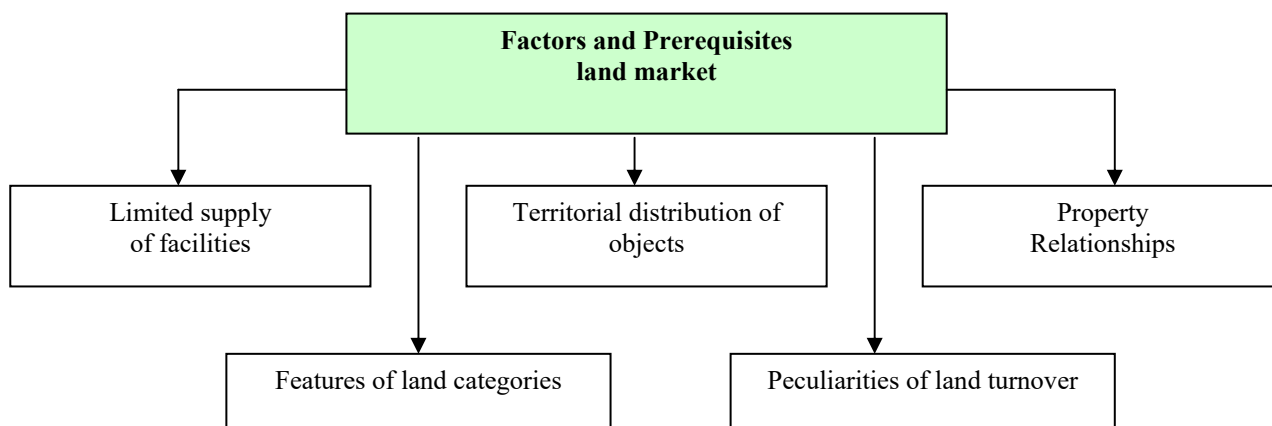 Factors and Prerequisites
land market
Limited supply
of facilities
Territorial distribution of
objects
Property
Relationships
Features of land categories
Peculiarities of land turnover